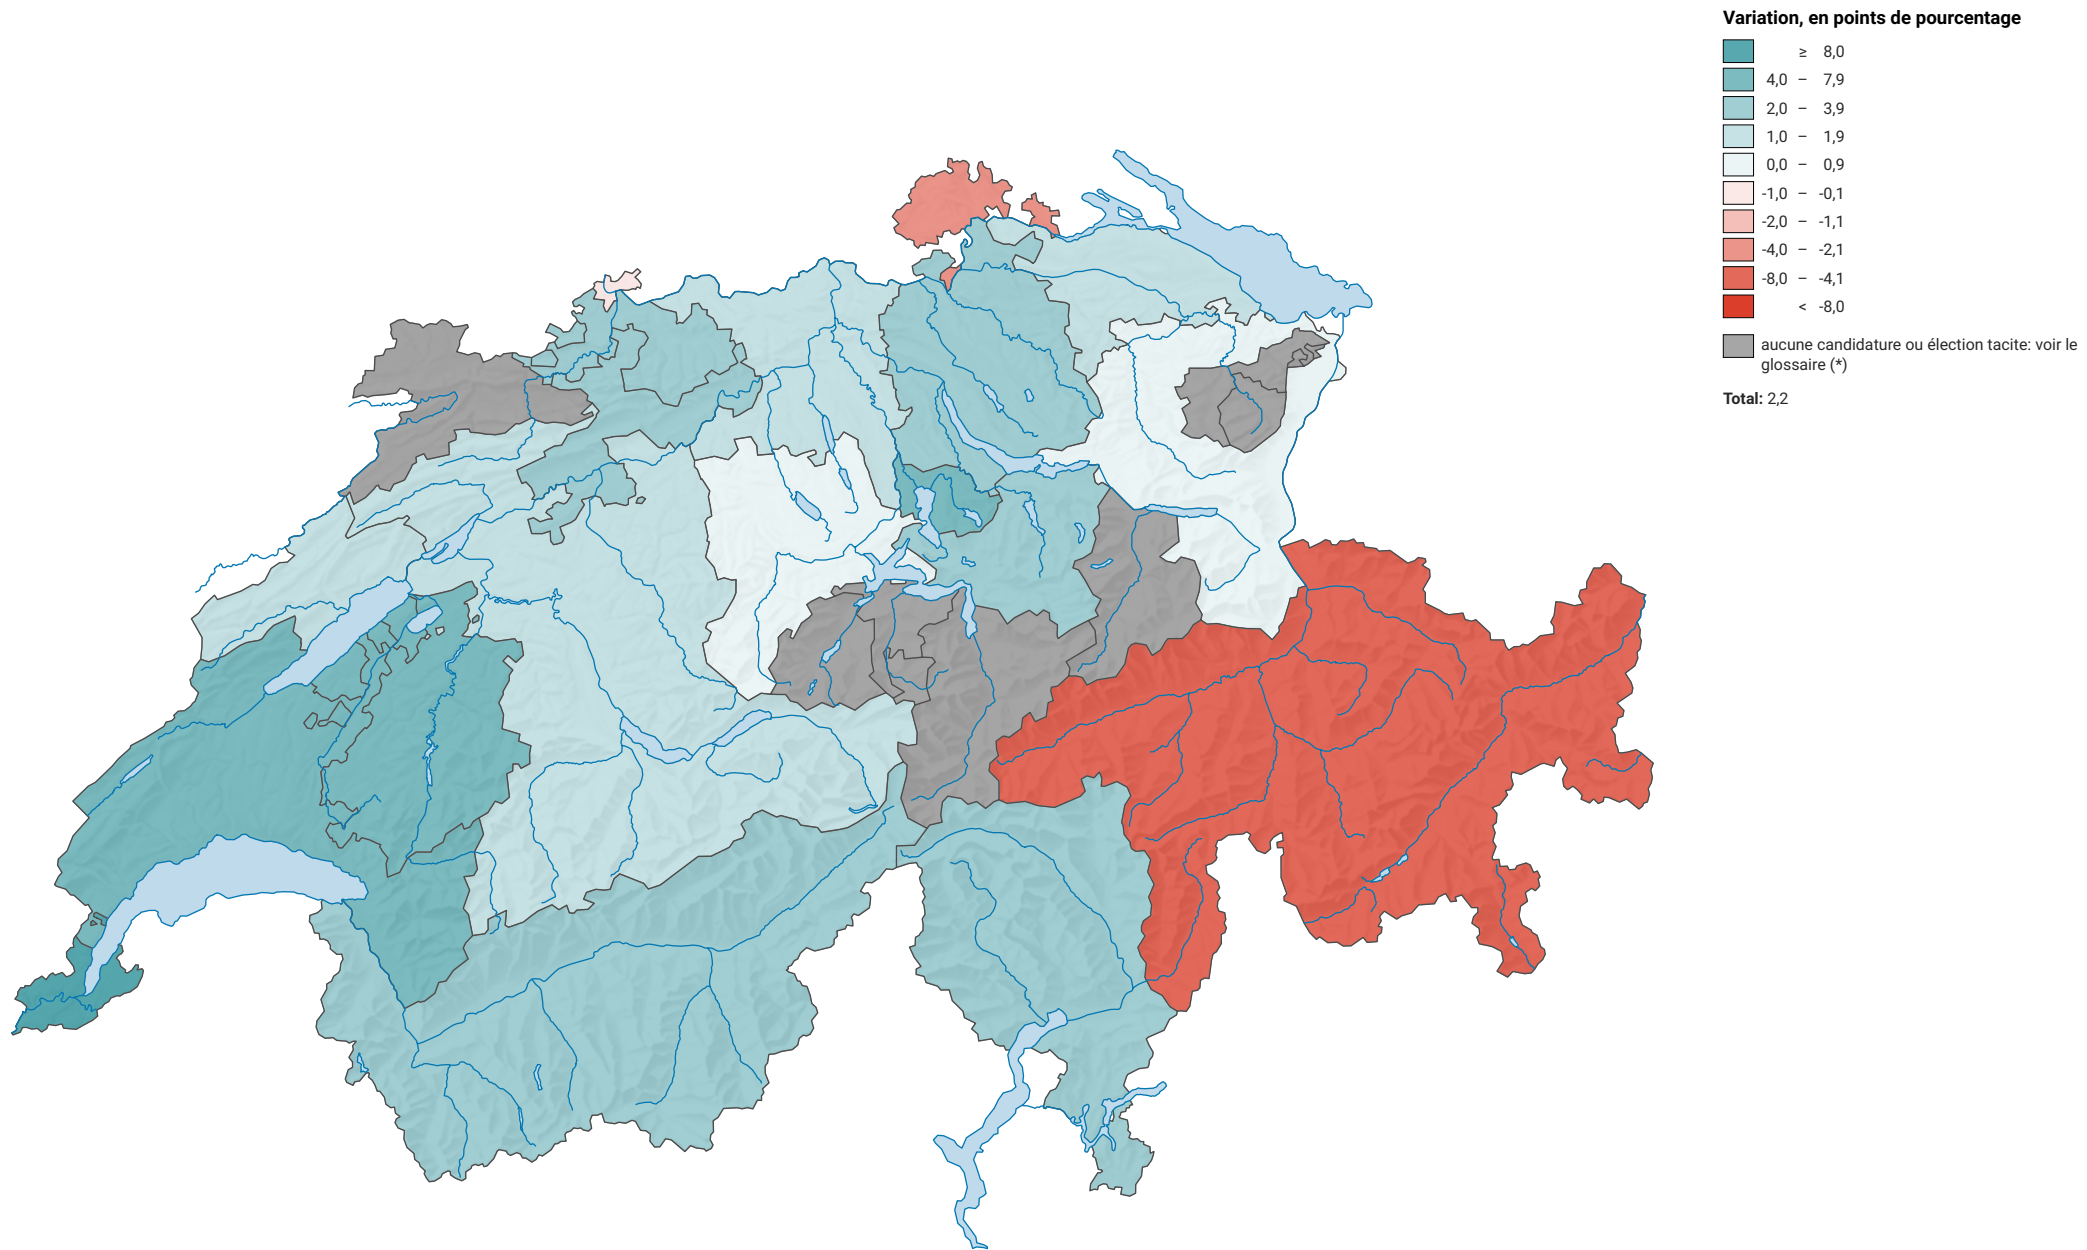 Variation, en points de pourcentage
≥ 8,0
4,0 – 7,9
2,0 – 3,9
1,0 – 1,9
0,0 – 0,9
-1,0 – -0,1
-2,0 – -1,1
-4,0 – -2,1
-8,0 – -4,1
< -8,0
aucune candidature ou élection tacite: voir le
glossaire (*)
Total: 2,2